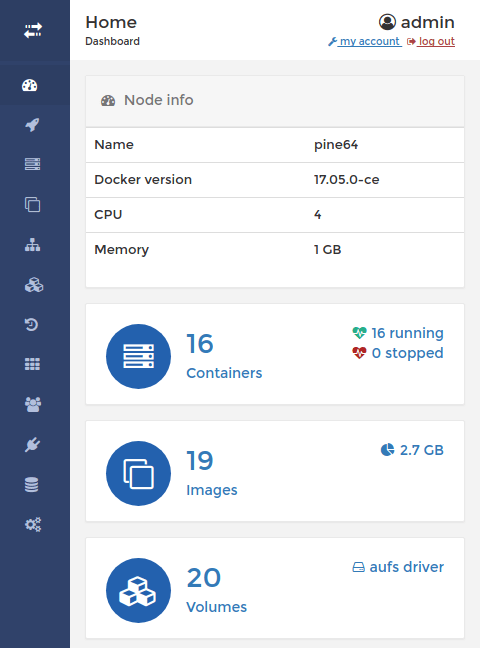 Home
admin
Dashboard
my account log out
Node info
Name pine64
Docker version 17.05.0-ce
CPU 4
Memory 1 GB
16
Containers
16 running
0 stopped
19
Images
2.7 GB
20
Volumes
aufs driver